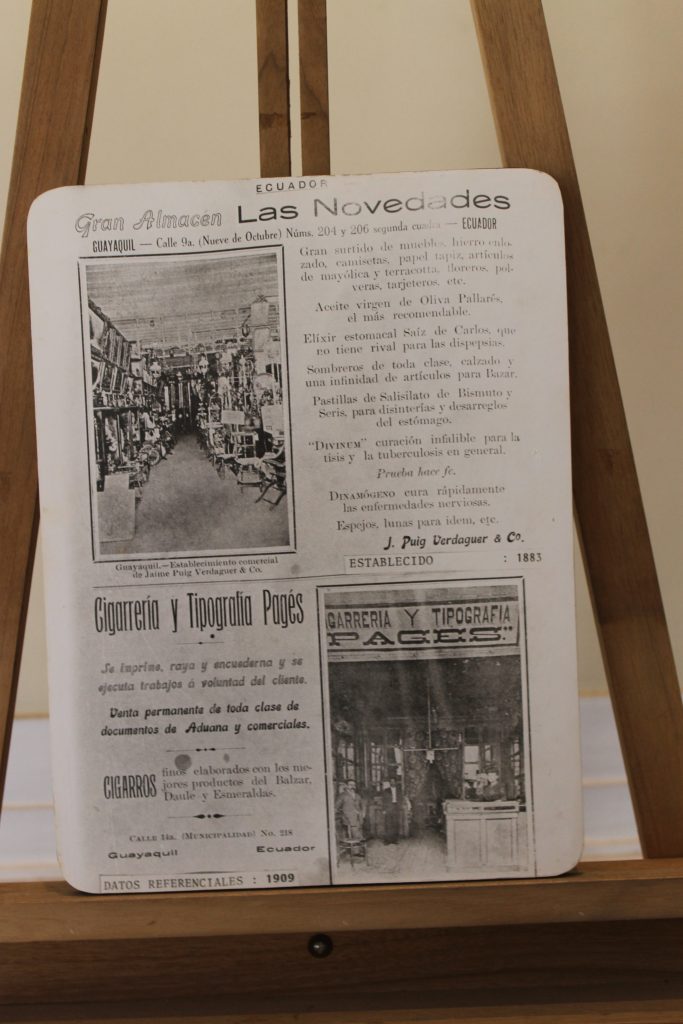 ECUADOR
Gran Almacen Las Novedades
GUAYAQUIL — Calle 9a. (Nueve de Octubre) Núms. 204 y 206 segunda cuadra — ECUADOR
Gran surtido de muebles, hierro enlo-
zado, camisetas, papel tapiz, artículos
de mayólica y terracotta, floreros, pol-
veras, tarjeteros, etc.
Aceite virgen de Oliva Pallarés,
el más recomendable.
Elíxir estomacal Saíz de Carlos, que
no tiene rival para las dispepsias.
Sombreros de toda clase, calzado y
una infinidad de artículos para Bazar.
Pastillas de Salisilato de Bismuto y
Seris, para disinterías y desarreglos
del estómago.
"DIVINUM" curación infalible para la
tisis y la tuberculosis en general.
Prueba hace fe.
DINAMÓGENO cura rápidamente
las enfermedades nerviosas.
Espejos, lunas para idem, etc.
J. Puig Verdaguer & Co.
Guayaquil.—Establecimiento comercial
de Jaime Puig Verdaguer & Co.
ESTABLECIDO : 1883
Cigarrería y Tipografía Pagés
Se imprime, raya y encuaderna y se
ejecuta trabajos á voluntad del cliente.
Venta permanente de toda clase de
documentos de Aduana y comerciales.
CIGARROS finos elaborados con los me-
jores productos del Balzar,
Daule y Esmeraldas.
CALLE 14a. (MUNICIPALIDAD) No. 218
Guayaquil Ecuador
GARRERIA Y TIPOGRAFIA
PAGES."
DATOS REFERENCIALES : 1909